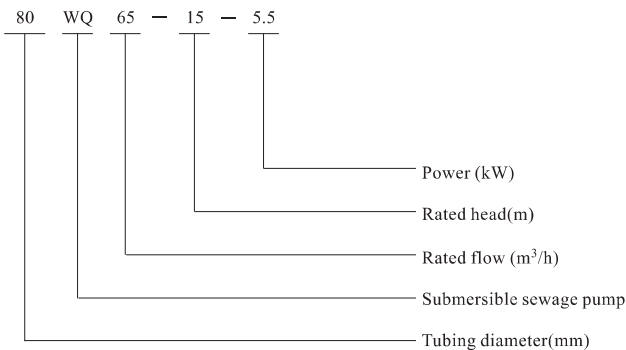 80 WQ 65 — 15 — 5.5
Power (kW)
Rated head(m)
Rated flow (m³/h)
Submersible sewage pump
Tubing diameter(mm)